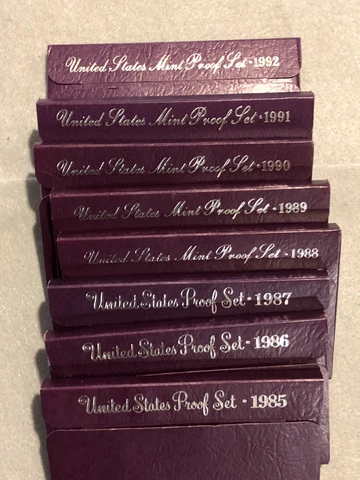 United States Mint Proof Set · 1992
United States Mint Proof Set · 1991
United States Mint Proof Set · 1990
United States Mint Proof Set · 1989
United States Mint Proof Set · 1988
United States Proof Set · 1987
United States Proof Set · 1986
United States Proof Set · 1985